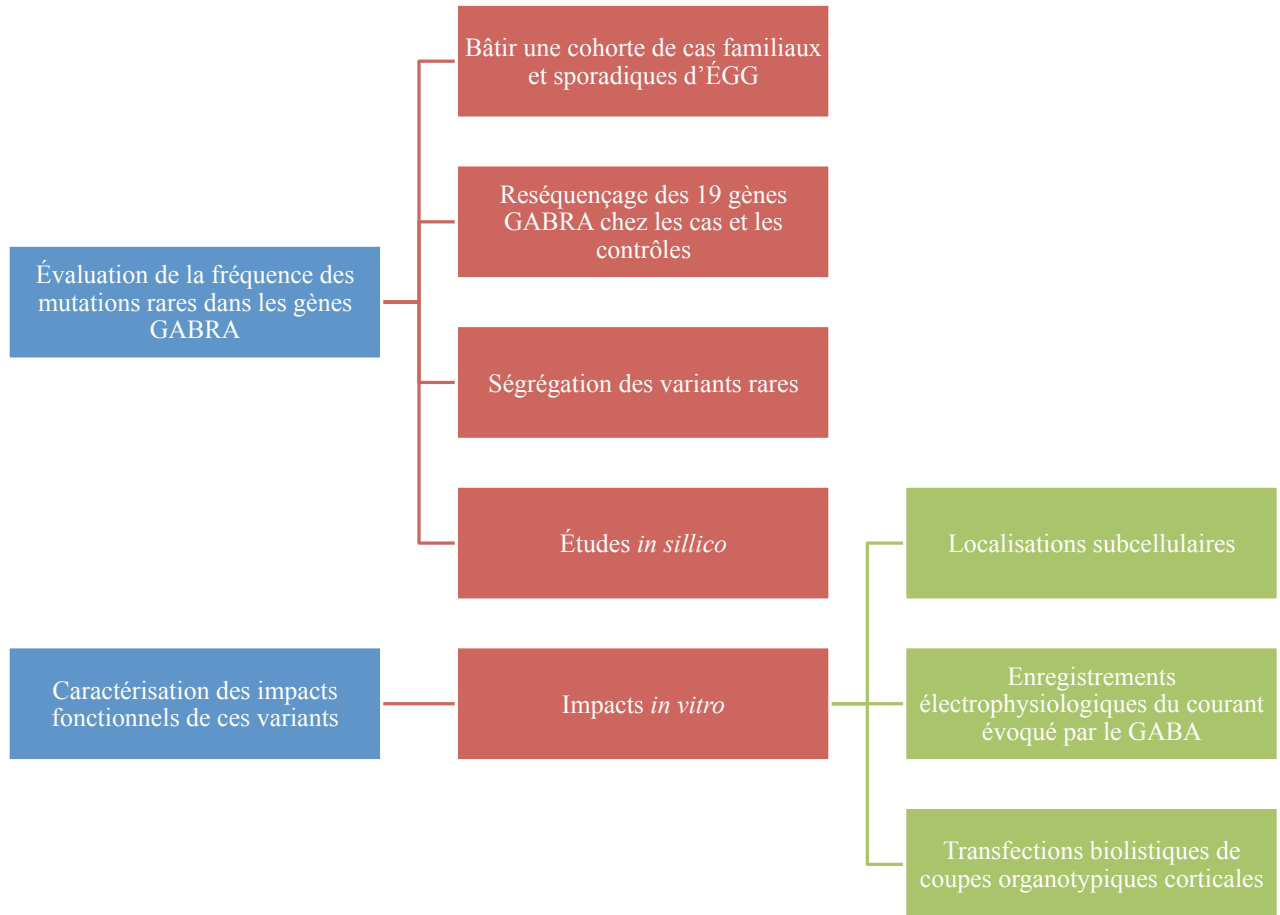 Bâtir une cohorte de cas familiaux
et sporadiques d'ÉGG
Reséquençage des 19 gènes
GABRA chez les cas et les
contrôles
Évaluation de la fréquence des
mutations rares dans les gènes
GABRA
Ségrégation des variants rares
Études in sillico
Localisations subcellulaires
Caractérisation des impacts
fonctionnels de ces variants
Impacts in vitro
Enregistrements
électrophysiologiques du courant
évoqué par le GABA
Transfections biolistiques de
coupes organotypiques corticales